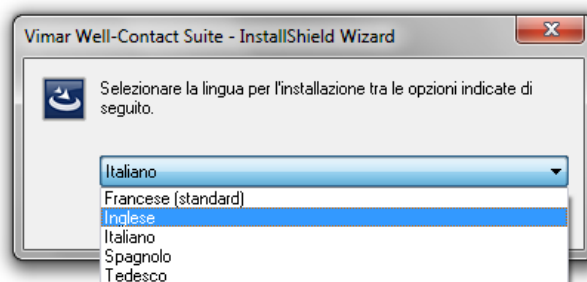 Vimar Well-Contact Suite - InstallShield Wizard
Selezionare la lingua per l'installazione tra le opzioni indicate di
seguito.
Italiano
Francese (standard)
Inglese
Italiano
Spagnolo
Tedesco